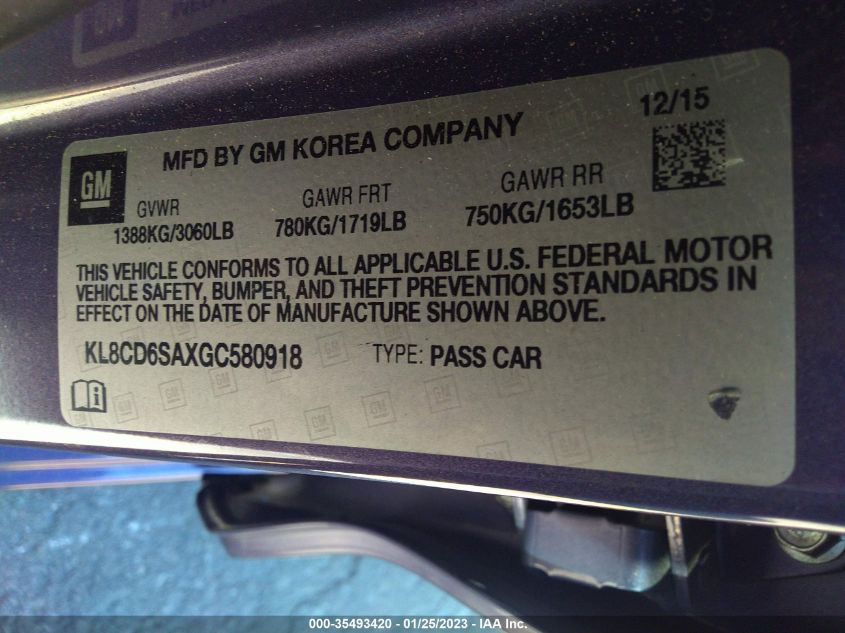 12/15
MFD BY GM KOREA COMPANY
GM
GVWR GAWR FRT GAWR RR
1388KG/3060LB 780KG/1719LB 750KG/1653LB
THIS VEHICLE CONFORMS TO ALL APPLICABLE U.S. FEDERAL MOTOR
VEHICLE SAFETY, BUMPER, AND THEFT PREVENTION STANDARDS IN
EFFECT ON THE DATE OF MANUFACTURE SHOWN ABOVE.
KL8CD6SAXGC580918 TYPE: PASS CAR
000-35493420 - 01/25/2023 - IAA Inc.